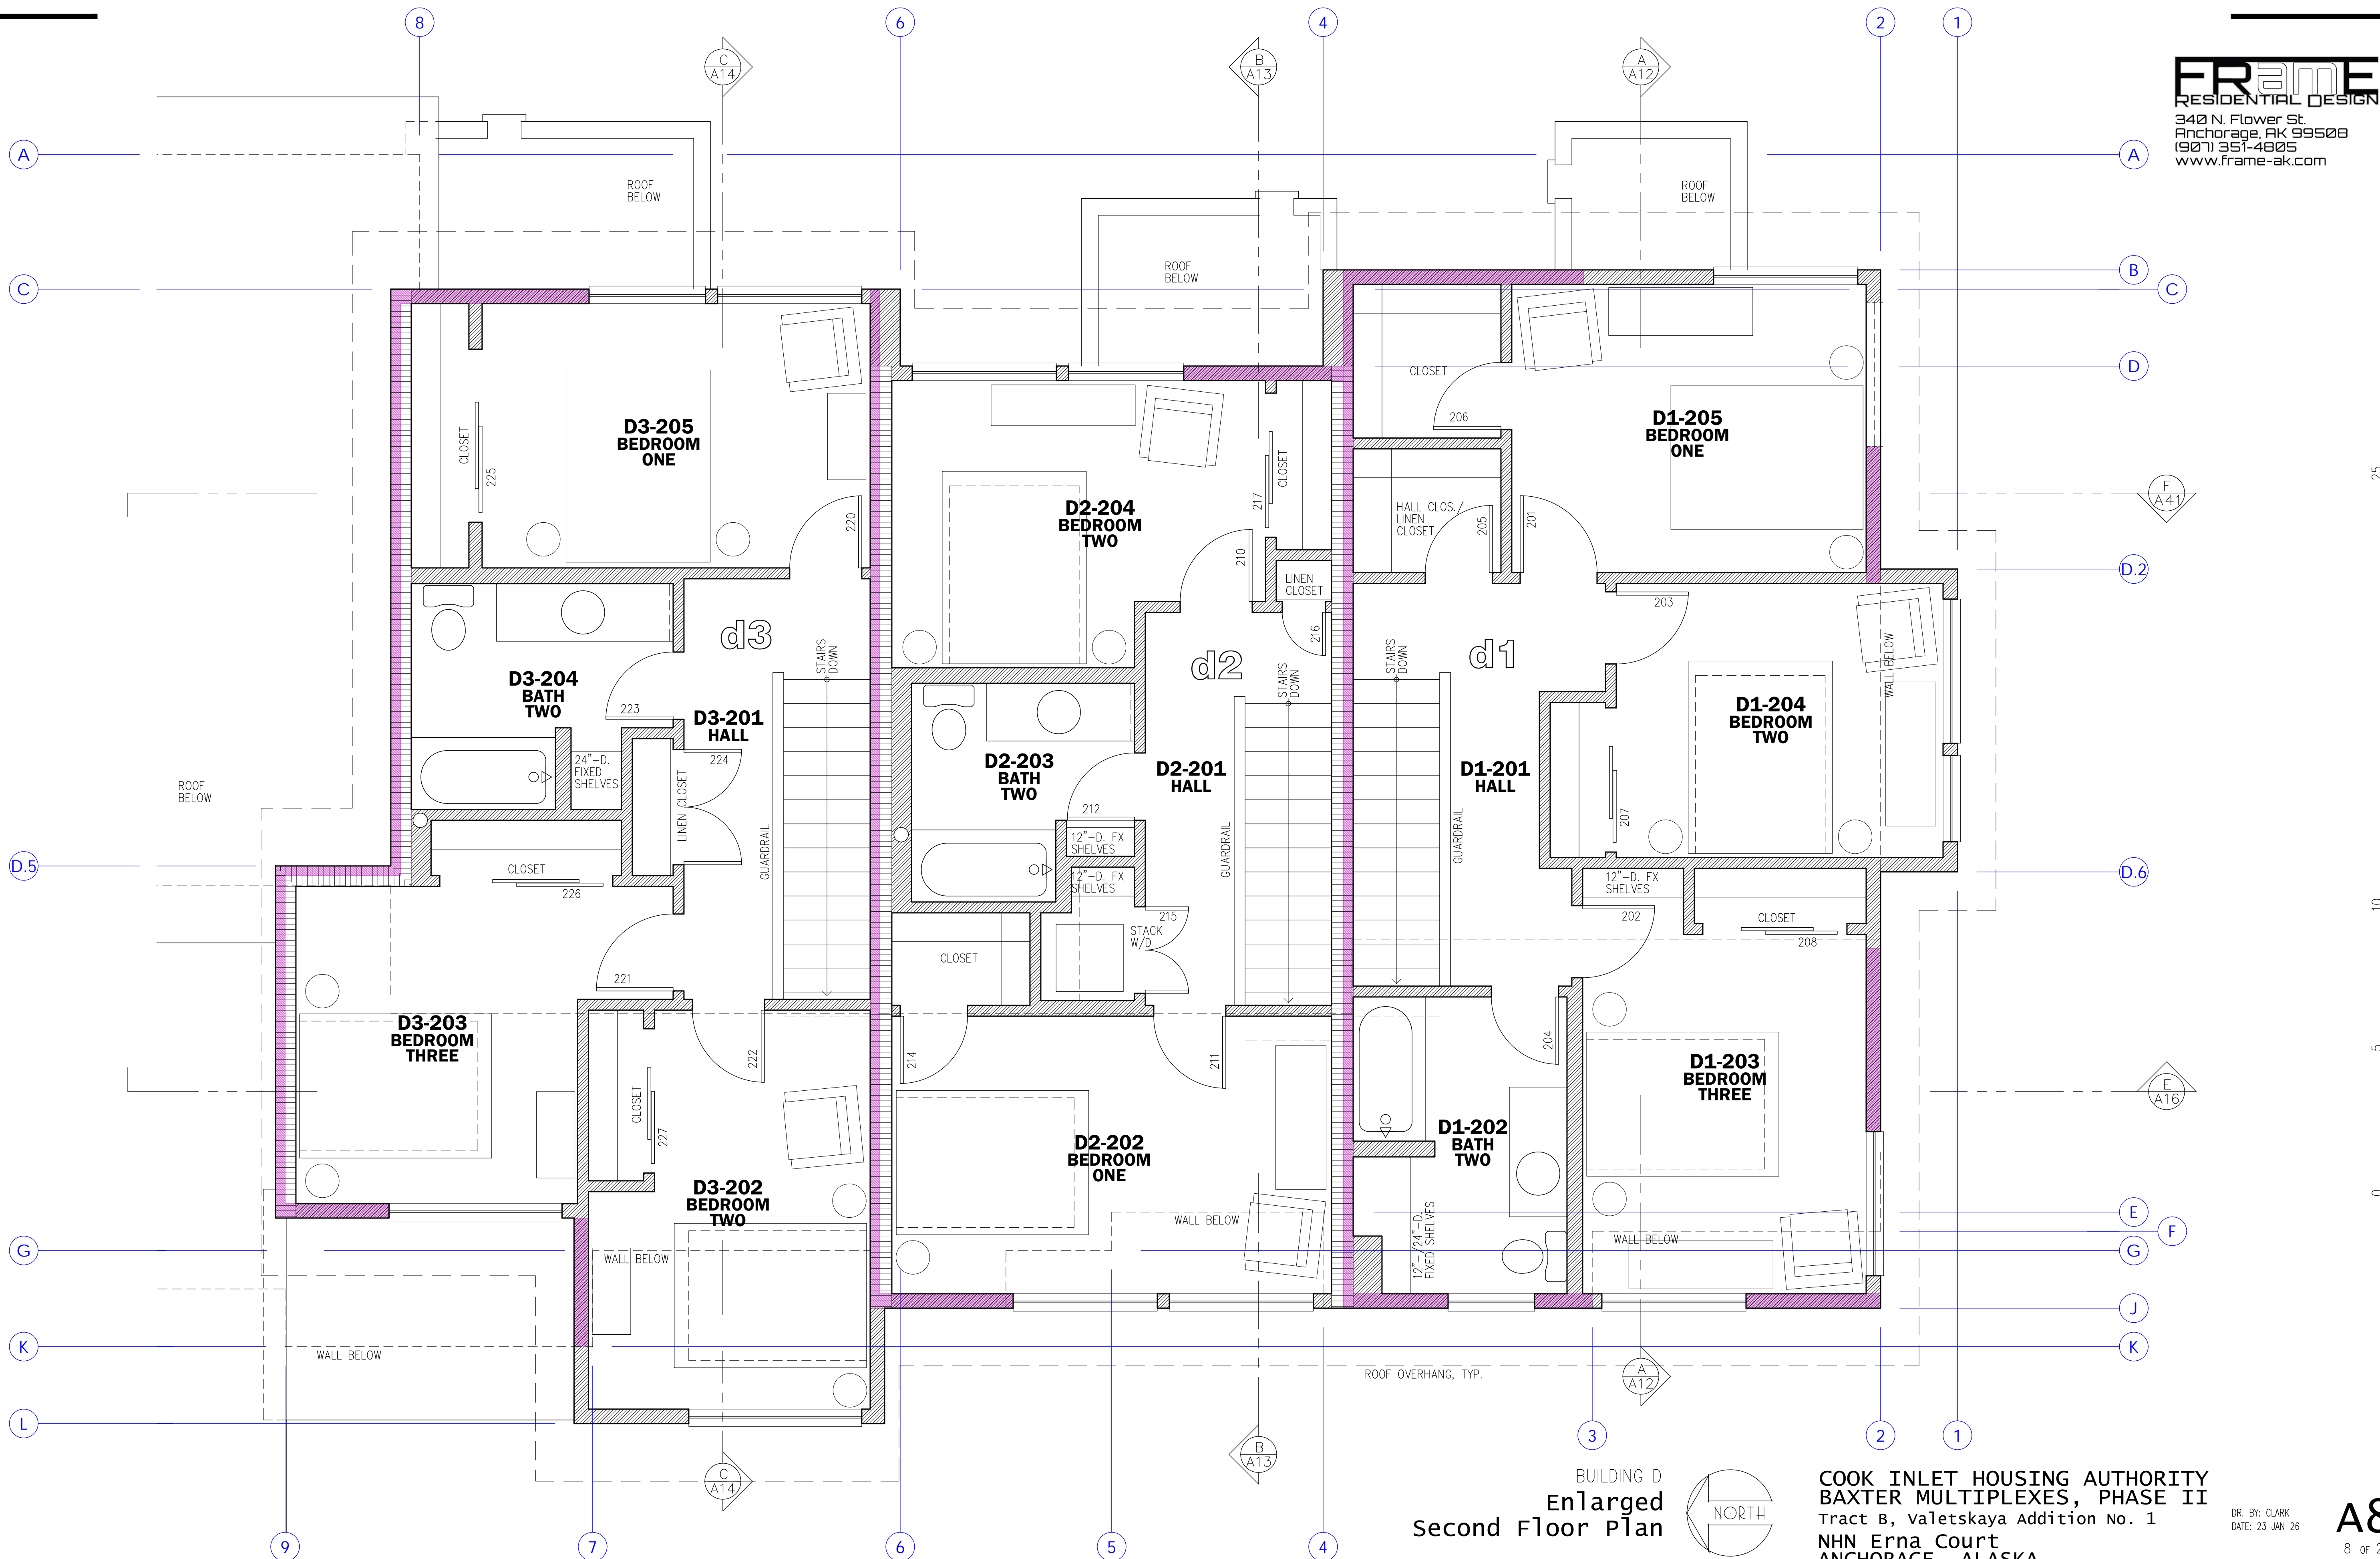 8
6
4
2
1
C
A14
B
A13
A
A12
FRamE
RESIDENTIAL DESIGN
340 N. Flower St.
Anchorage, AK 99508
(907) 351-4805
www.frame-ak.com
A
A
ROOF
BELOW
ROOF
BELOW
ROOF
BELOW
C
B
C
D
CLOSET
206
D3-205
BEDROOM
ONE
D1-205
BEDROOM
ONE
CLOSET
225
CLOSET
217
25
D2-204
BEDROOM
TWO
F
A41
220
HALL CLOS./
LINEN
CLOSET
205
201
210
D.2
LINEN
CLOSET
203
216
d3
d2
d1
STAIRS
DOWN
STAIRS
DOWN
STAIRS
DOWN
WALL BELOW
D3-204
BATH
TWO
223
D3-201
HALL
D1-204
BEDROOM
TWO
224
24"-D.
FIXED
SHELVES
LINEN CLOSET
D2-203
BATH
TWO
D2-201
HALL
D1-201
HALL
ROOF
BELOW
212
207
12"-D. FX
SHELVES
GUARDRAIL
GUARDRAIL
GUARDRAIL
D.5
CLOSET
226
12"-D. FX
SHELVES
12"-D. FX
SHELVES
D.6
215
202
CLOSET
208
10
STACK
W/D
CLOSET
221
D3-203
BEDROOM
THREE
222
214
211
204
5
D1-203
BEDROOM
THREE
E
A16
CLOSET
227
D2-202
BEDROOM
ONE
D1-202
BATH
TWO
D3-202
BEDROOM
TWO
0
E
WALL BELOW
12"-/24"-D.
FIXED SHELVES
F
WALL BELOW
G
WALL BELOW
G
J
K
WALL BELOW
K
ROOF OVERHANG, TYP.
A
A12
L
3
2
1
B
A13
C
A14
BUILDING D
Enlarged
Second Floor Plan
NORTH
COOK INLET HOUSING AUTHORITY
BAXTER MULTIPLEXES, PHASE II
Tract B, Valetskaya Addition No. 1
NHN Erna Court
ANCHORAGE, ALASKA
DR. BY: CLARK
DATE: 23 JAN 26
A8
8 OF
9
7
6
5
4